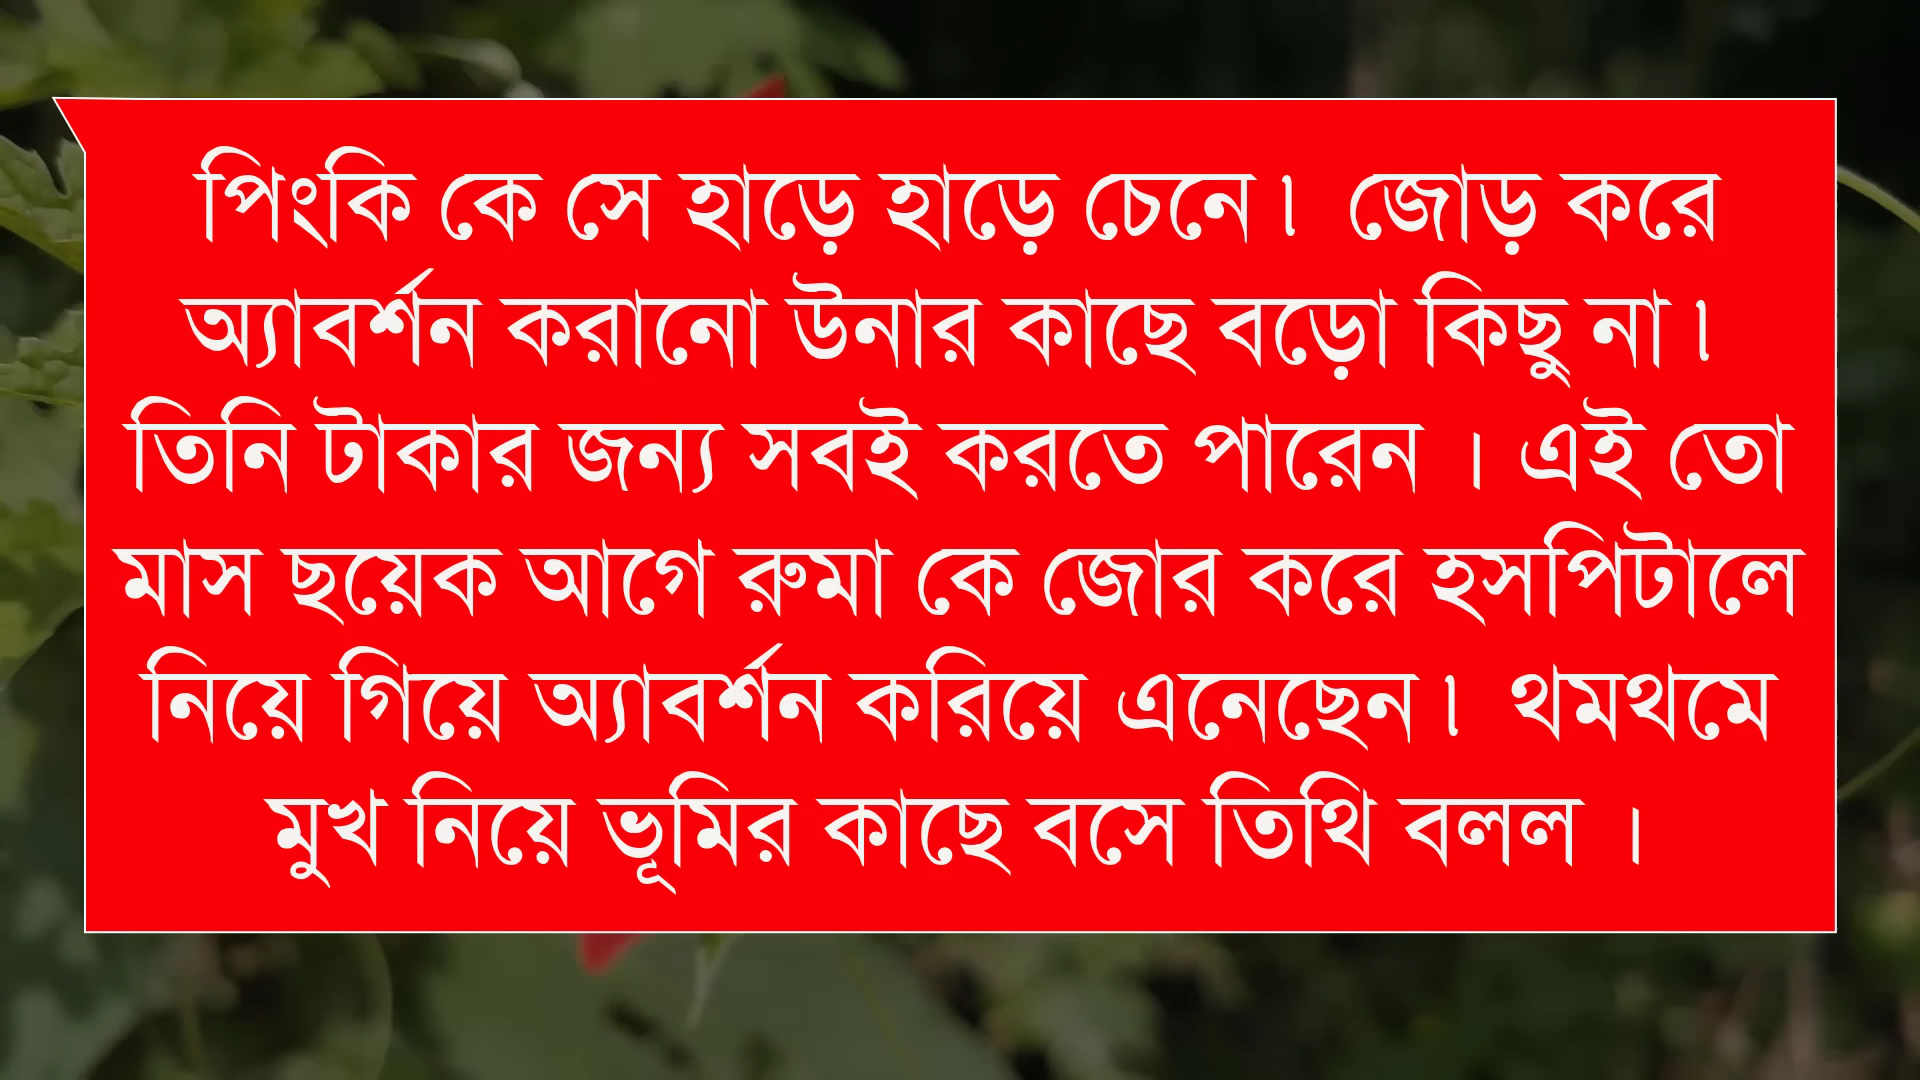 পিংকি কে সে হাড়ে হাড়ে চেনে ৷ জোড় করে
অ্যাবর্শন করানো উনার কাছে বড়ো কিছু না ৷
তিনি টাকার জন্য সবই করতে পারেন । এই তো
মাস ছয়েক আগে রুমা কে জোর করে হসপিটালে
নিয়ে গিয়ে অ্যাবর্শন করিয়ে এনেছেন ৷ থমথমে
মুখ নিয়ে ভূমির কাছে বসে তিথি বলল ।